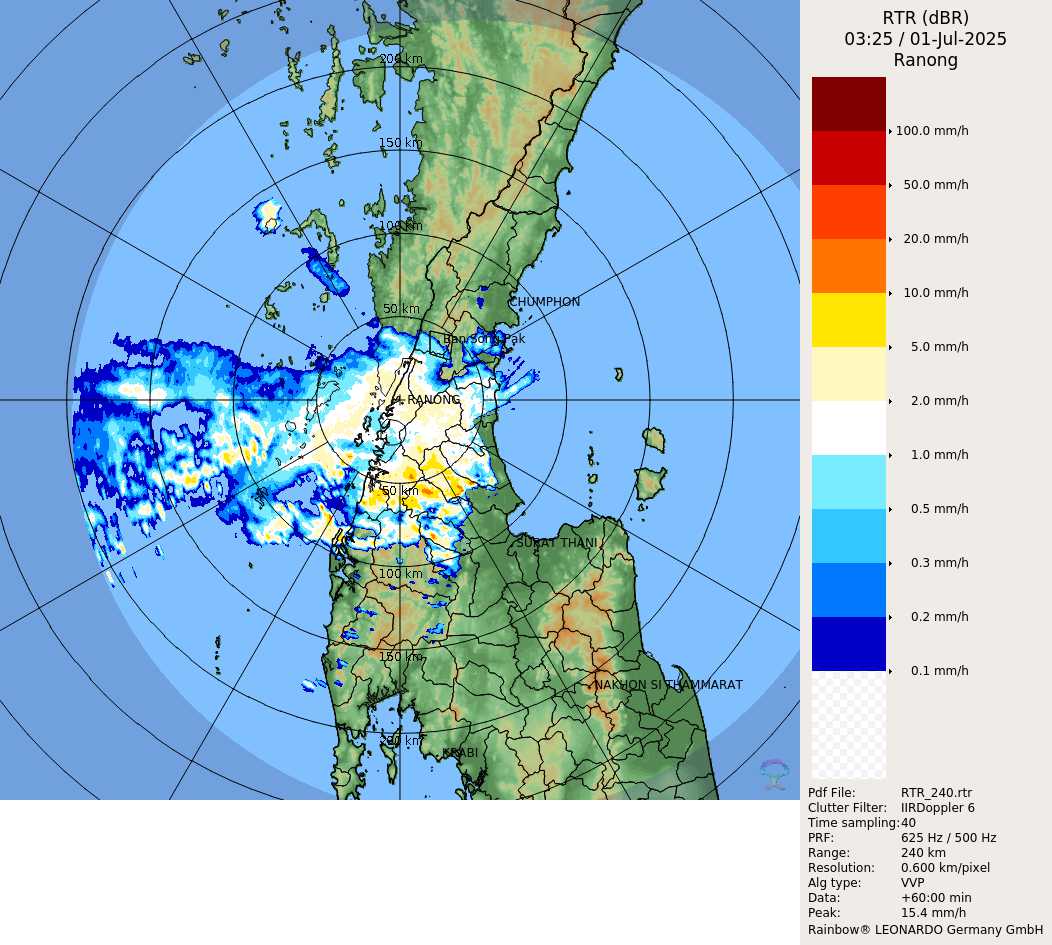 RTR (dBR)
03:25 / 01-Jul-2025
Ranong
100.0 mm/h
50.0 mm/h
20.0 mm/h
10.0 mm/h
5.0 mm/h
2.0 mm/h
1.0 mm/h
0.5 mm/h
0.3 mm/h
0.2 mm/h
0.1 mm/h
200 km
150 km
100 km
50 km
CHUMPHON
Ban Song Pak
RANONG
50 km
SURAT THANI
100 km
150 km
NAKHON SI THAMMARAT
200 km
KRABI
Pdf File: RTR_240.rtr
Clutter Filter: IIRDoppler 6
Time sampling:40
PRF: 625 Hz / 500 Hz
Range: 240 km
Resolution: 0.600 km/pixel
Alg type: VVP
Data: +60:00 min
Peak: 15.4 mm/h
Rainbow® LEONARDO Germany GmbH